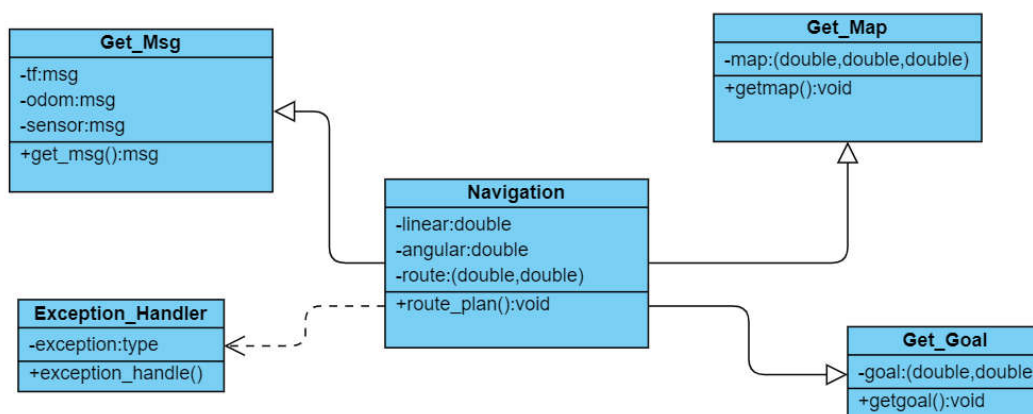 Get_Msg
-tf:msg
-odom:msg
-sensor:msg
+get_msg():msg
Get_Map
-map:(double,double,double)
+getmap():void
Navigation
-linear:double
-angular:double
-route:(double,double)
+route_plan():void
Exception_Handler
-exception:type
+exception_handle()
Get_Goal
-goal:(double,double
+getgoal():void